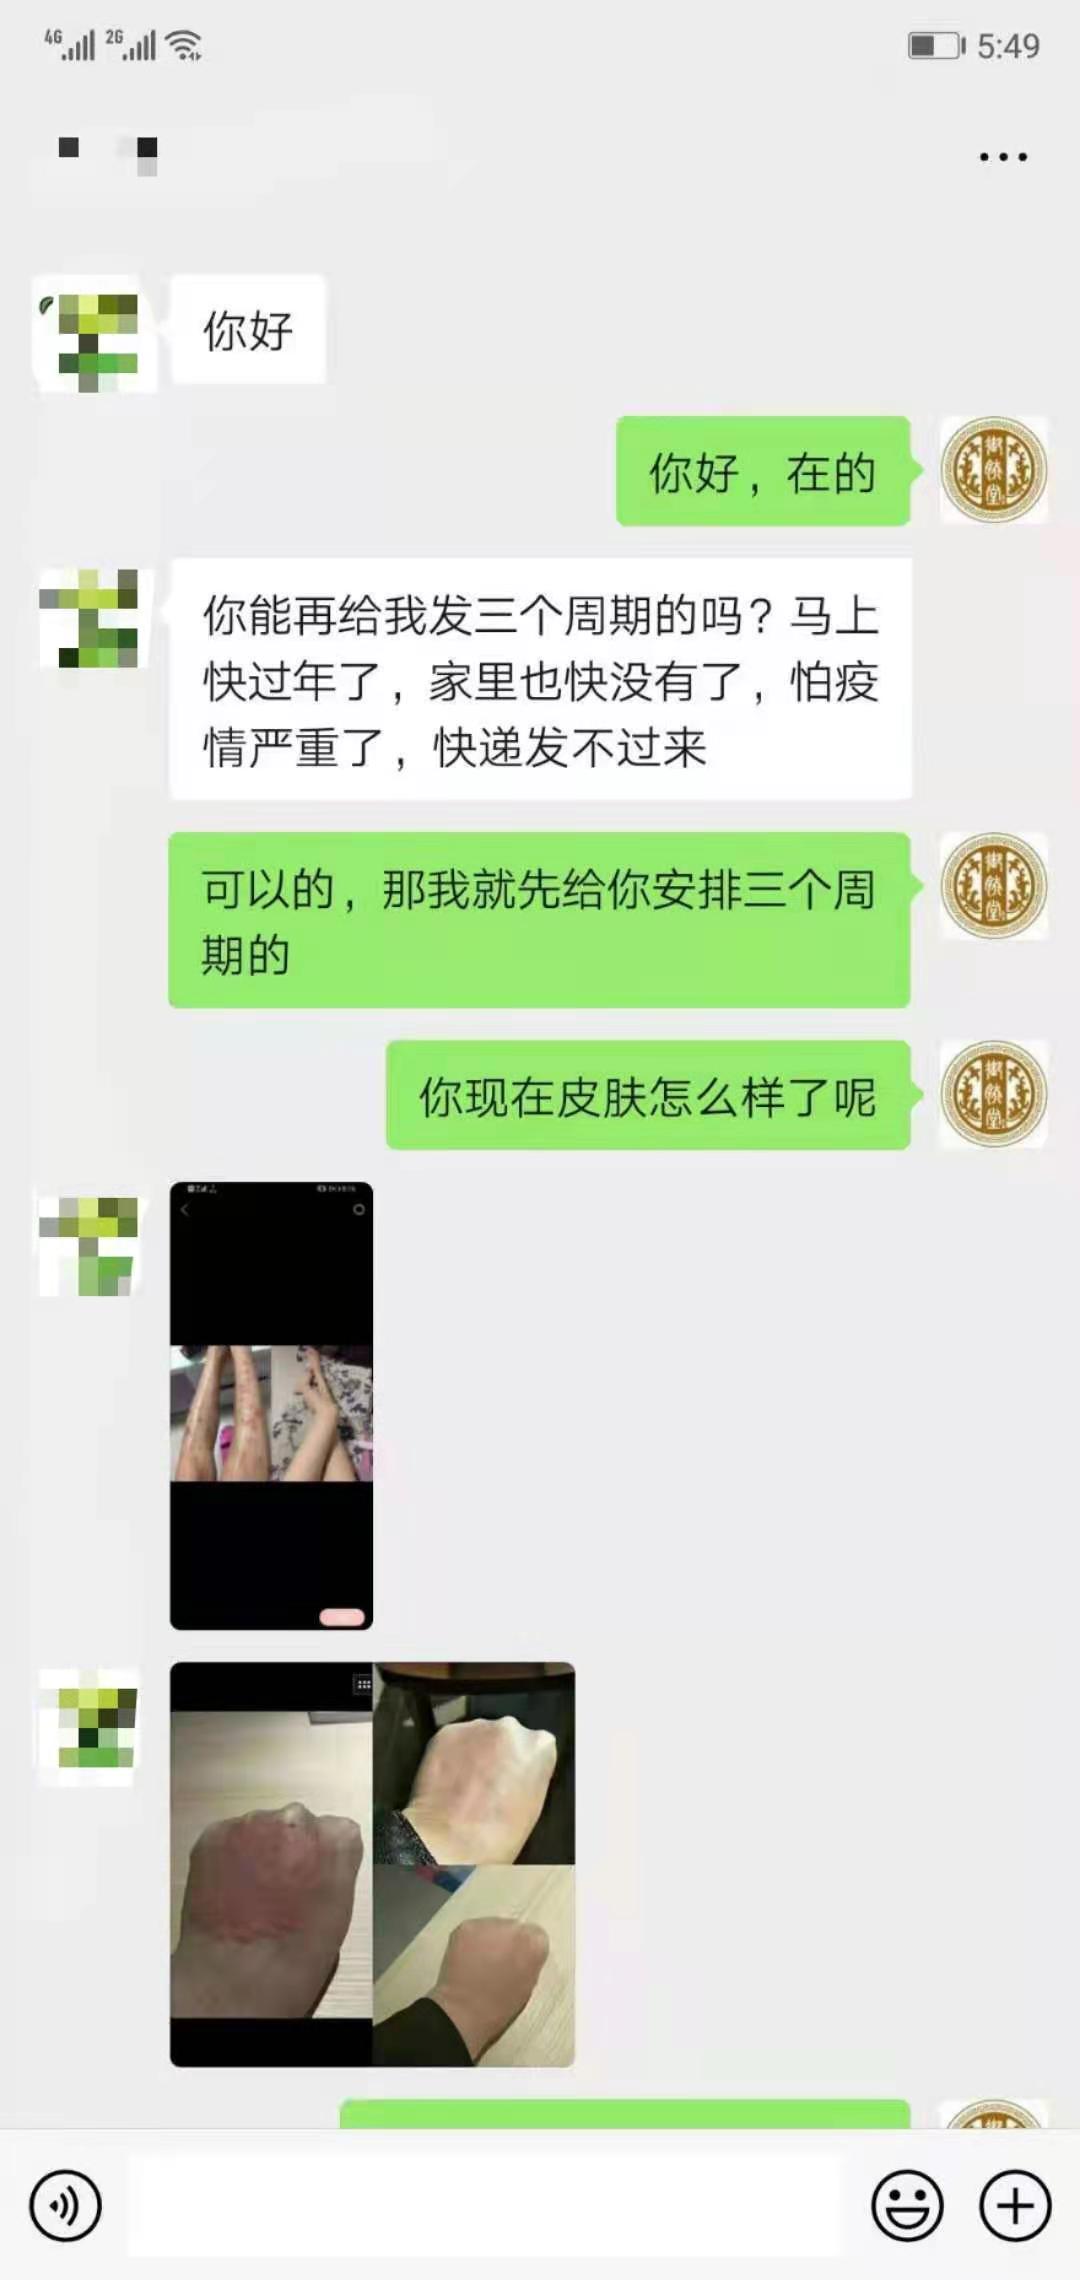 4G 2G 5:49
你好
你好，在的
你能再给我发三个周期的吗？马上
快过年了，家里也快没有了，怕疫
情严重了，快递发不过来
可以的，那我就先给你安排三个周
期的
你现在皮肤怎么样了呢